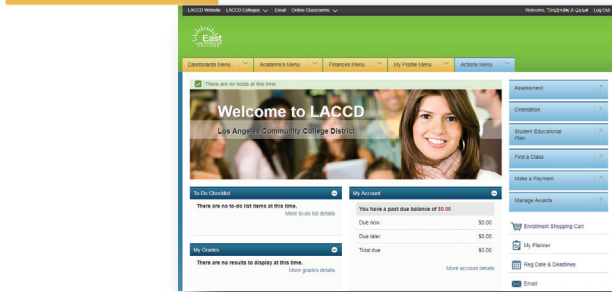 LACCD Website LACCD Colleges Email Online Classrooms Welcome, Log Out
East
COLLEGE
Dashboards Menu Academics Menu Finances Menu My Profile Menu Actions Menu
There are no holds at this time.
Welcome to LACCD
Los Angeles Community College District
Assessment
Orientation
Student Educational
Plan
Find a Class
Make a Payment
Manage Awards
To Do Checklist
There are no to-do list items at this time.
More to-do list details
My Grades
There are no results to display at this time.
More grades details
My Account
You have a past due balance of $0.00
Due now $0.00
Due later $0.00
Total due $0.00
More account details
Enrollment Shopping Cart
My Planner
Reg Date & Deadlines
Email